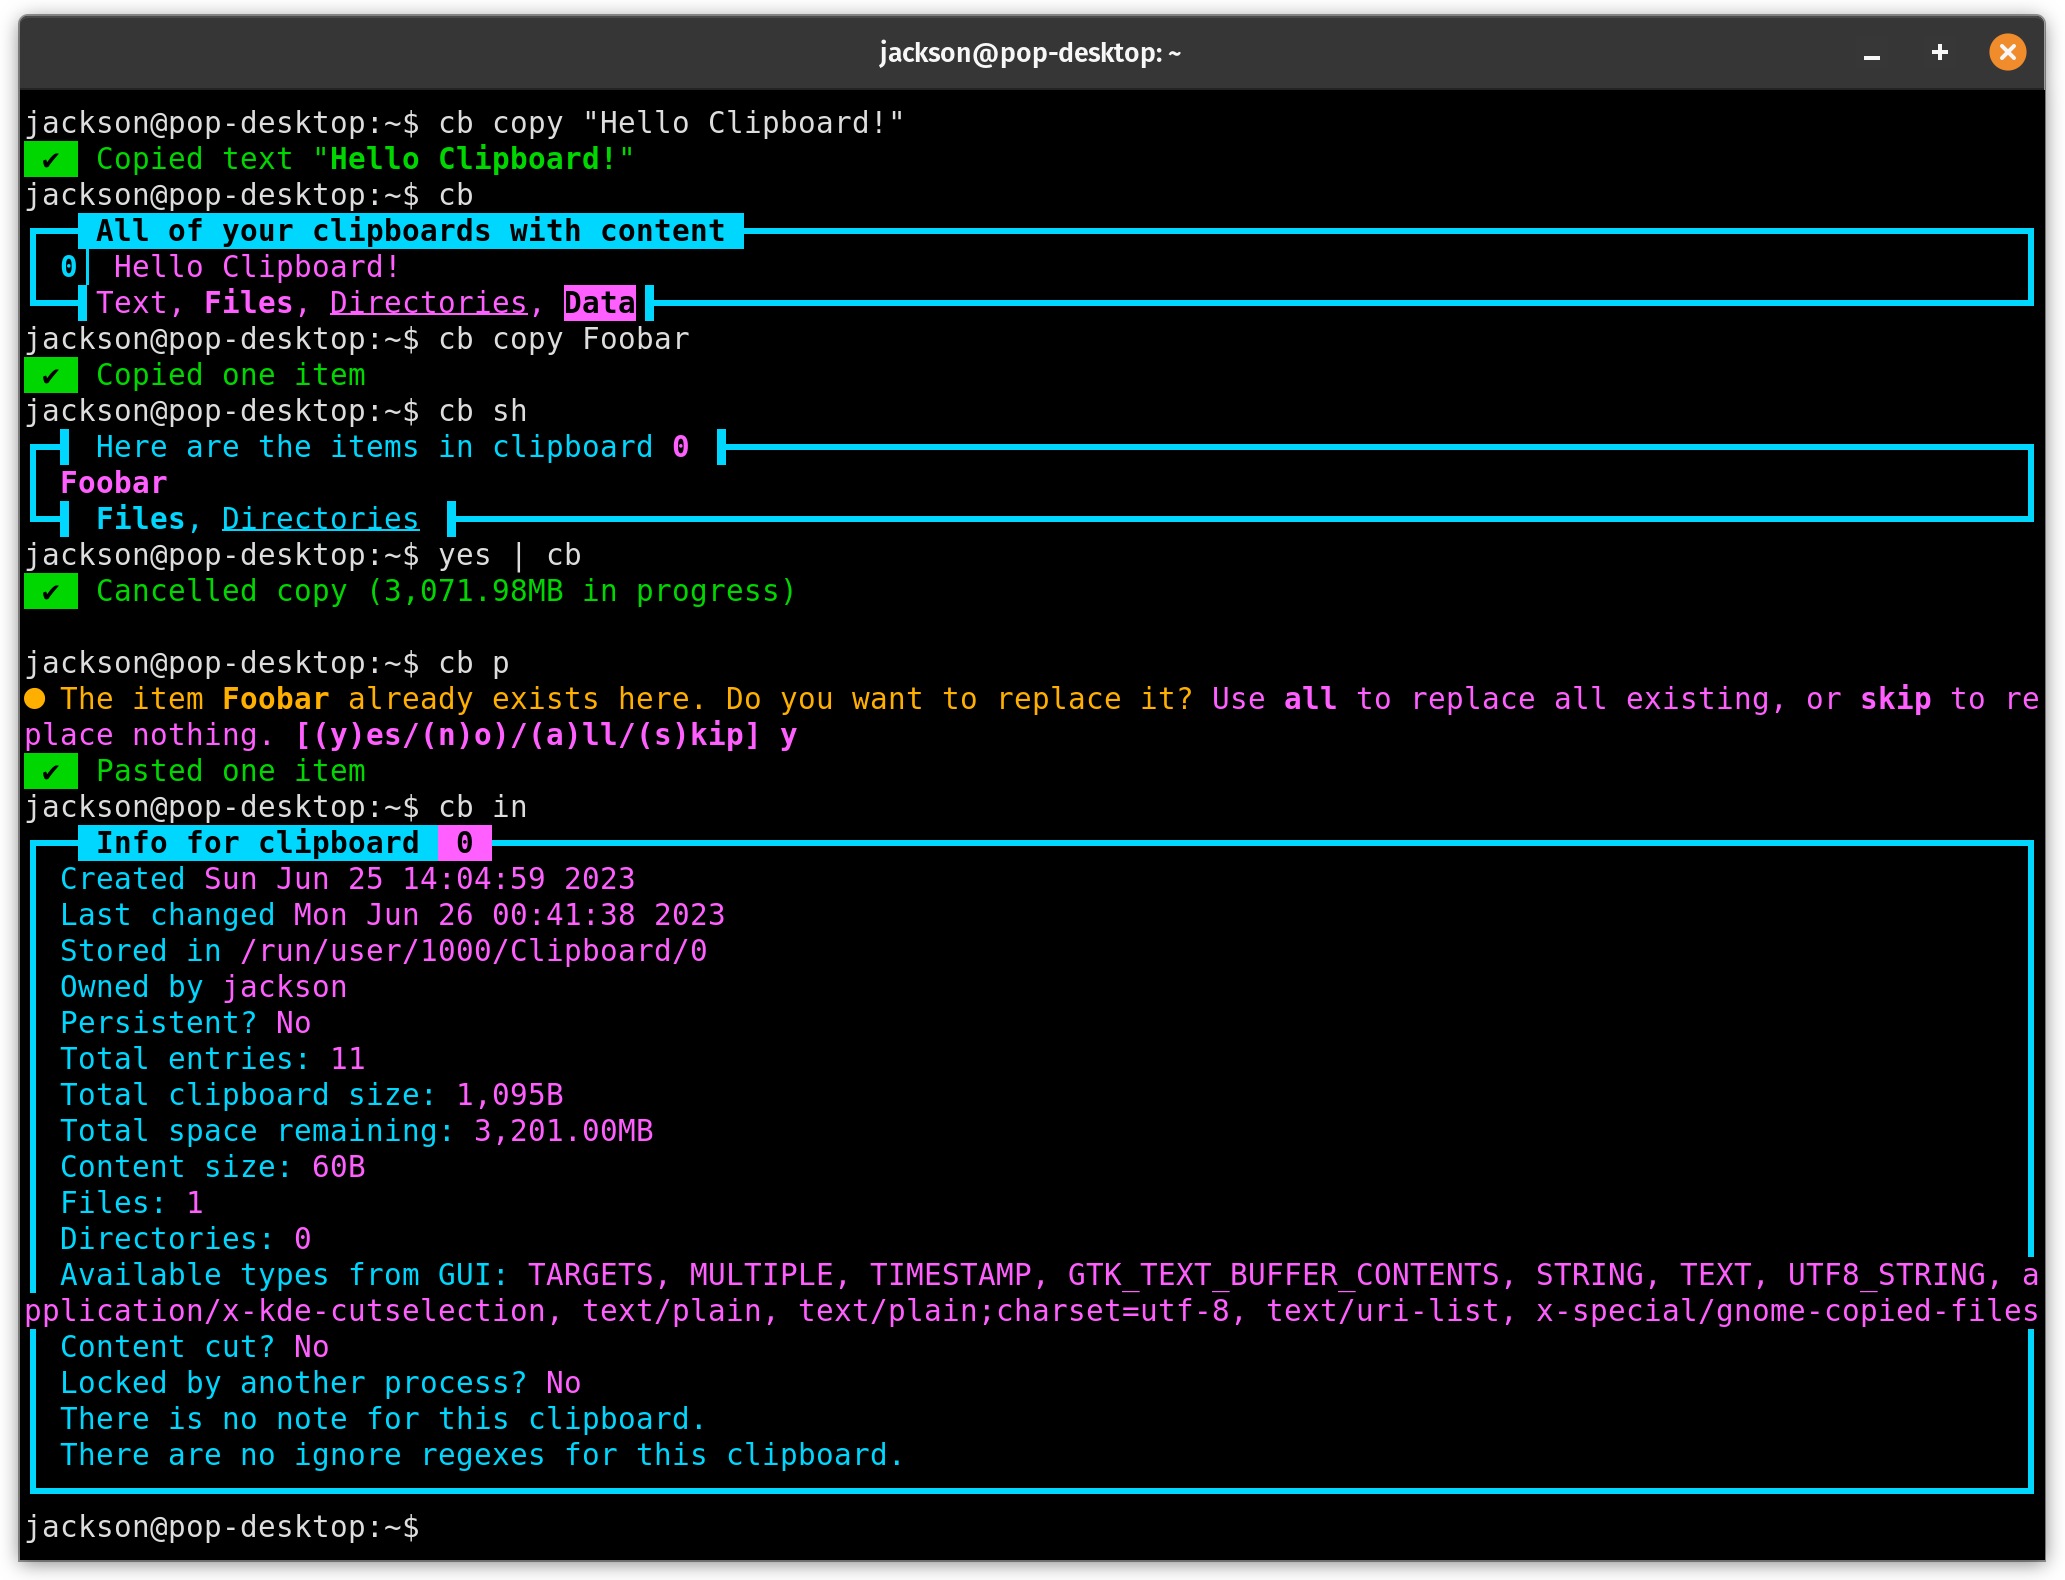 jackson@pop-desktop: ~
jackson@pop-desktop:~$ cb copy "Hello Clipboard!"
✔ Copied text "Hello Clipboard!"
jackson@pop-desktop:~$ cb
All of your clipboards with content
0│ Hello Clipboard!
Text, Files, Directories, Data
jackson@pop-desktop:~$ cb copy Foobar
✔ Copied one item
jackson@pop-desktop:~$ cb sh
Here are the items in clipboard 0
Foobar
Files, Directories
jackson@pop-desktop:~$ yes | cb
✔ Cancelled copy (3,071.98MB in progress)
jackson@pop-desktop:~$ cb p
● The item Foobar already exists here. Do you want to replace it? Use all to replace all existing, or skip to re
place nothing. [(y)es/(n)o)/(a)ll/(s)kip] y
✔ Pasted one item
jackson@pop-desktop:~$ cb in
Info for clipboard 0
Created Sun Jun 25 14:04:59 2023
Last changed Mon Jun 26 00:41:38 2023
Stored in /run/user/1000/Clipboard/0
Owned by jackson
Persistent? No
Total entries: 11
Total clipboard size: 1,095B
Total space remaining: 3,201.00MB
Content size: 60B
Files: 1
Directories: 0
Available types from GUI: TARGETS, MULTIPLE, TIMESTAMP, GTK_TEXT_BUFFER_CONTENTS, STRING, TEXT, UTF8_STRING, a
pplication/x-kde-cutselection, text/plain, text/plain;charset=utf-8, text/uri-list, x-special/gnome-copied-files
Content cut? No
Locked by another process? No
There is no note for this clipboard.
There are no ignore regexes for this clipboard.
jackson@pop-desktop:~$